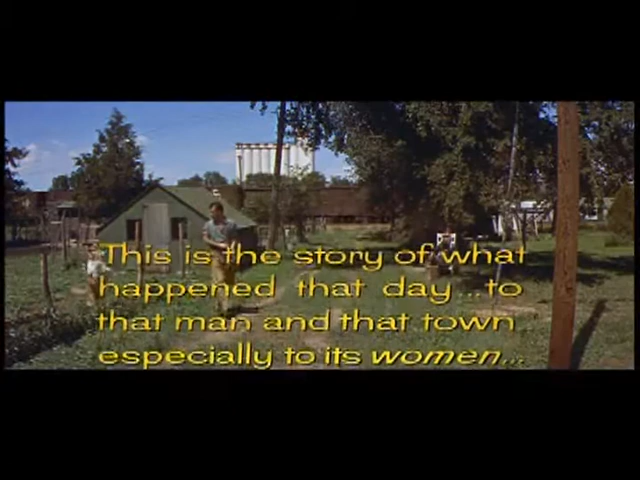 This is the story of what
happened that day...to
that man and that town
especially to its women...